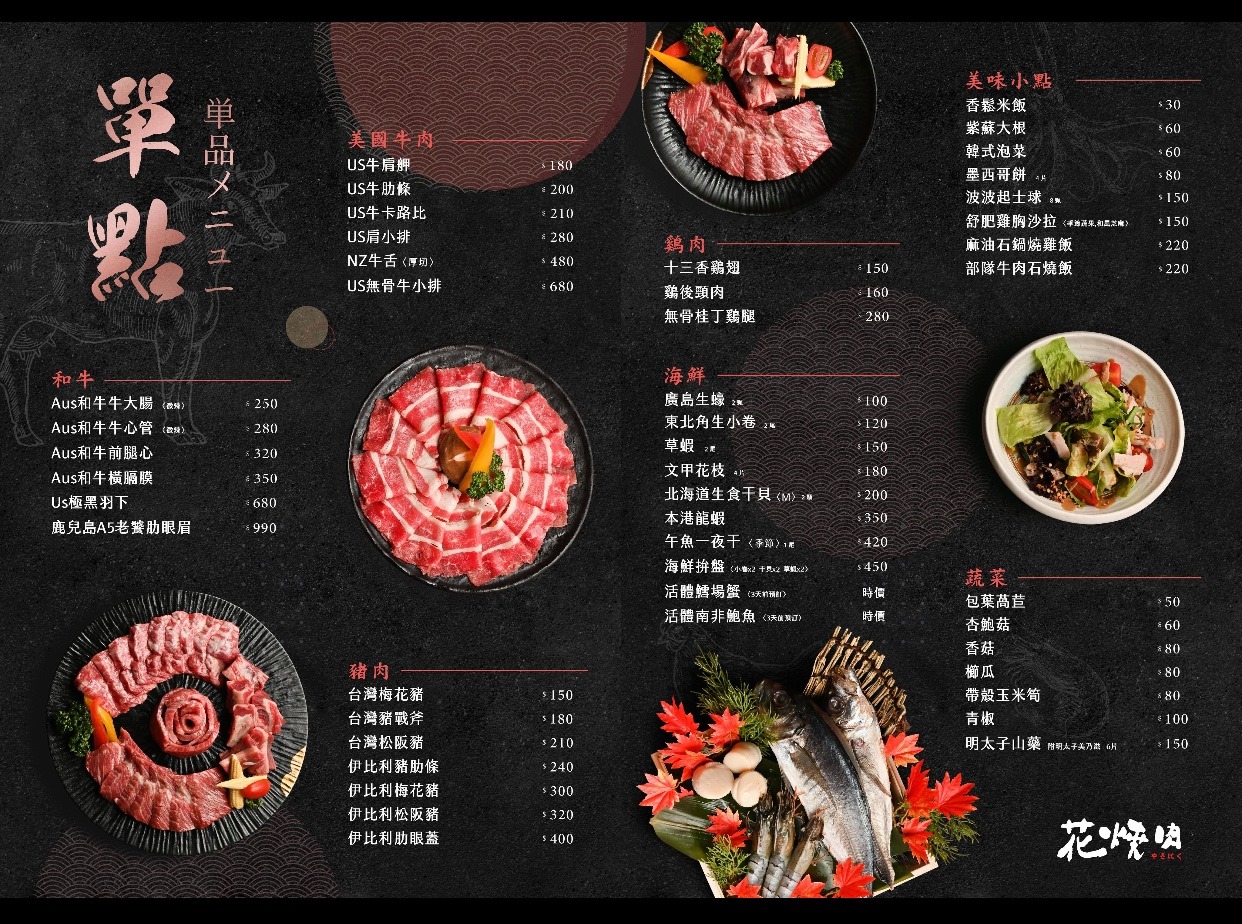 單點
単品メニュー
美國牛肉
US牛肩胛 $180
US牛肋條 $200
US牛卡路比 $210
US肩小排 $280
NZ牛舌〈厚切〉 $480
US無骨牛小排 $680
和牛
Aus和牛牛大腸〈微辣〉 $250
Aus和牛牛心管〈微辣〉 $280
Aus和牛前腿心 $320
Aus和牛橫膈膜 $350
Us極黑羽下 $680
鹿兒島A5老饕肋眼眉 $990
豬肉
台灣梅花豬 $150
台灣豬戰斧 $180
台灣松阪豬 $210
伊比利豬肋條 $240
伊比利梅花豬 $300
伊比利松阪豬 $320
伊比利肋眼蓋 $400
鷄肉
十三香鷄翅 $150
鷄後頸肉 $160
無骨桂丁鷄腿 $280
海鮮
廣島生蠔 2顆 $100
東北角生小卷 2尾 $120
草蝦 2尾 $150
文甲花枝 4片 $180
北海道生食干貝〈M〉2顆 $200
本港龍蝦 $350
午魚一夜干〈季節〉1尾 $420
海鮮拚盤〈小卷x2 干貝x2 草蝦x2〉 $450
活體鱈場蟹〈3天前預訂〉 時價
活體南非鮑魚〈3天前預訂〉 時價
美味小點
香鬆米飯 $30
紫蘇大根 $60
韓式泡菜 $60
墨西哥餅 4片 $80
波波起士球 8顆 $150
舒肥雞胸沙拉〈季節蔬果,和風芝麻〉 $150
麻油石鍋燒雞飯 $220
部隊牛肉石燒飯 $220
蔬菜
包葉萵苣 $50
杏鮑菇 $60
香菇 $80
櫛瓜 $80
帶殼玉米筍 $80
青椒 $100
明太子山藥 附明太子美乃滋 6片 $150
花燒肉
やきにく